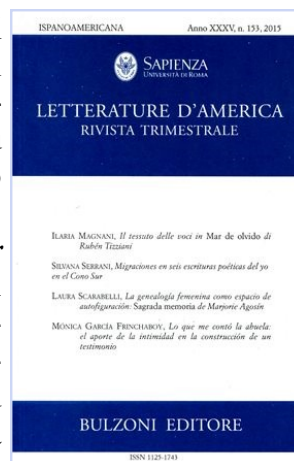 ISPANOAMERICANA Anno XXXV, n. 153, 2015
SAPIENZA
UNIVERSITÀ DI ROMA
LETTERATURE D'AMERICA
RIVISTA TRIMESTRALE
ILARIA MAGNANI, Il tessuto delle voci in Mar de olvido di
Rubén Tizziani
SILVANA SERRANI, Migraciones en seis escrituras poéticas del yo
en el Cono Sur
LAURA SCARABELLI, La genealogía femenina como espacio de
autofiguración: Sagrada memoria de Marjorie Agosín
MÓNICA GARCÍA FRINCHABOY, Lo que me contó la abuela:
el aporte de la intimidad en la construcción de un
testimonio
BULZONI EDITORE
ISSN 1125-1743